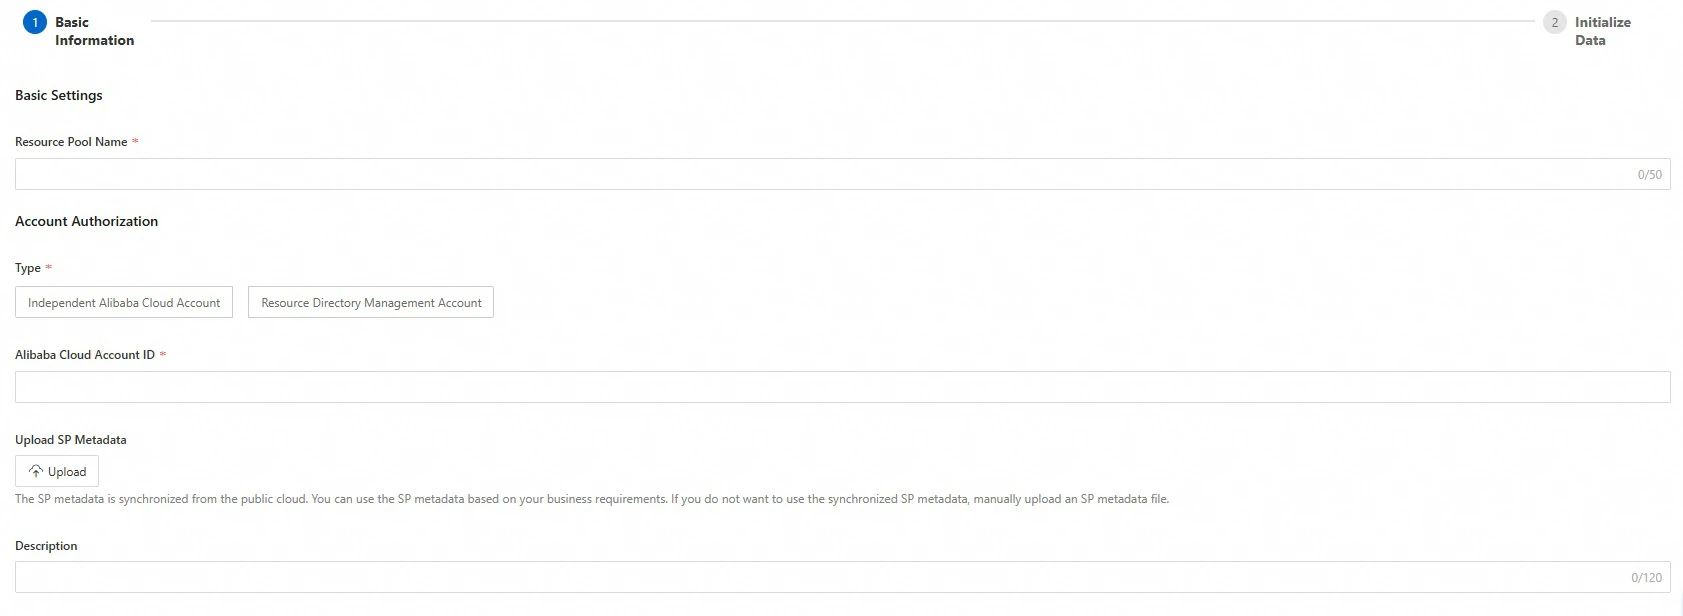 1 Basic Information
2 Initialize Data
Basic Settings
Resource Pool Name *
0/50
Account Authorization
Type *
Independent Alibaba Cloud Account
Resource Directory Management Account
Alibaba Cloud Account ID *
Upload SP Metadata
Upload
The SP metadata is synchronized from the public cloud. You can use the SP metadata based on your business requirements. If you do not want to use the synchronized SP metadata, manually upload an SP metadata file.
Description
0/120